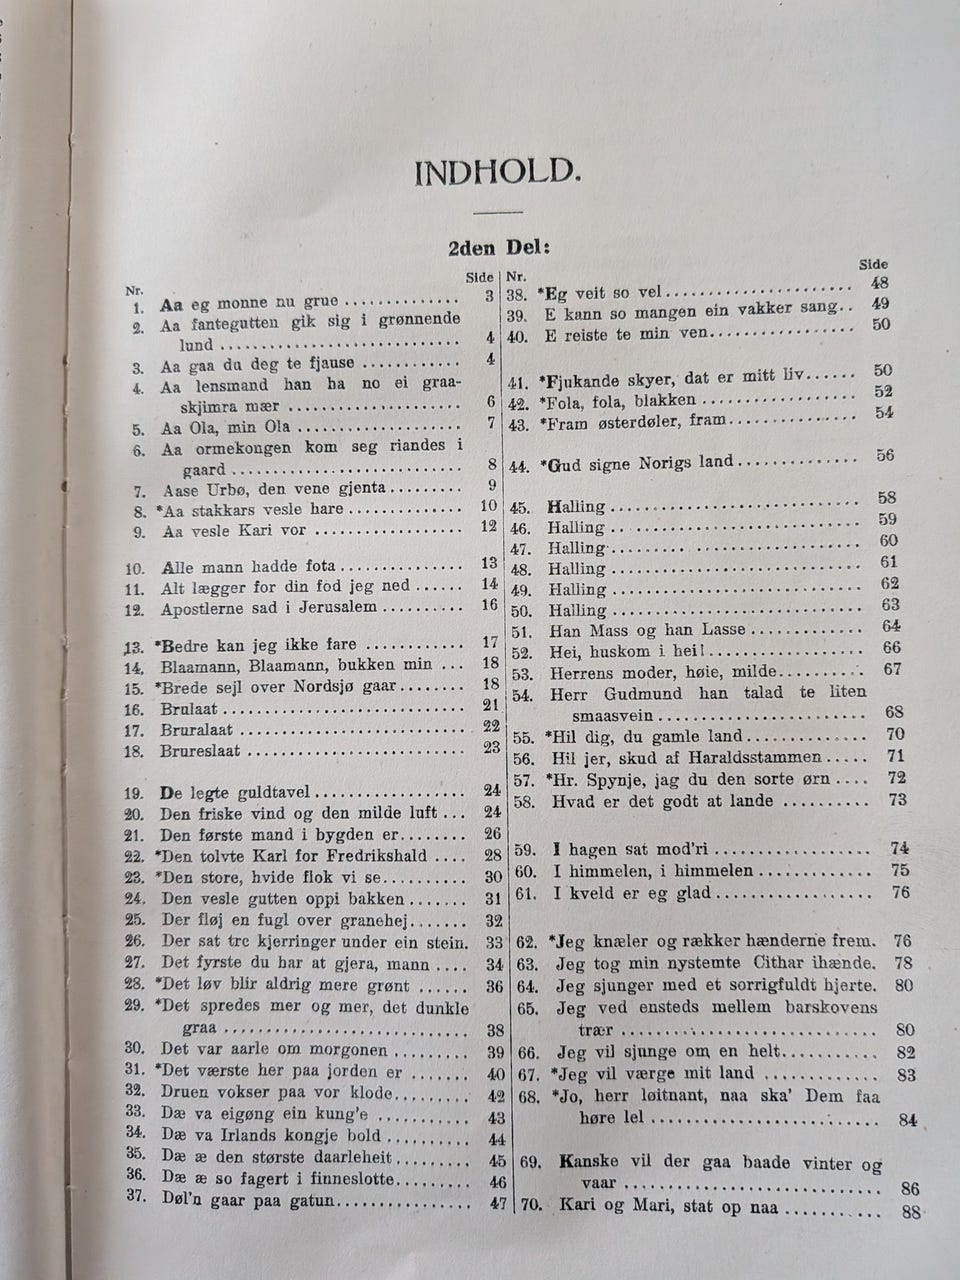 INDHOLD.
2den Del:
Nr. Side
1. Aa eg monne nu grue .............. 3
2. Aa fantegutten gik sig i grønnende
lund .............................. 4
3. Aa gaa du deg te fjause ............ 4
4. Aa lensmand han ha no ei graa-
skjimra mær ..................... 6
5. Aa Ola, min Ola .................... 7
6. Aa ormekongen kom seg riandes i
gaard ............................ 8
7. Aase Urbø, den vene gjenta......... 9
8. *Aa stakkars vesle hare .............. 10
9. Aa vesle Kari vor .................. 12
10. Alle mann hadde fota ............... 13
11. Alt lægger for din fod jeg ned ...... 14
12. Apostlerne sad i Jerusalem .......... 16
13. *Bedre kan jeg ikke fare ............ 17
14. Blaamann, Blaamann, bukken min ... 18
15. *Brede sejl over Nordsjø gaar........ 18
16. Brulaat .............................. 21
17. Bruralaat ............................ 22
18. Brureslaat ........................... 23
19. De legte guldtavel .................. 24
20. Den friske vind og den milde luft ... 24
21. Den første mand i bygden er........ 26
22. *Den tolvte Karl for Fredrikshald .... 28
23. *Den store, hvide flok vi se.......... 30
24. Den vesle gutten oppi bakken ....... 31
25. Der fløj en fugl over granehej....... 32
26. Der sat tre kjerringer under ein stein. 33
27. Det fyrste du har at gjera, mann .... 34
28. *Det løv blir aldrig mere grønt ...... 36
29. *Det spredes mer og mer, det dunkle
graa ............................. 38
30. Det var aarle om morgonen ......... 39
31. *Det værste her paa jorden er ....... 40
32. Druen vokser paa vor klode......... 42
33. Dæ va eigøng ein kung'e ........... 43
34. Dæ va Irlands kongje bold .......... 44
35. Dæ æ den største daarleheit......... 45
36. Dæ æ so fagert i finneslotte......... 46
37. Døl'n gaar paa gatun................ 47
Nr. Side
38. *Eg veit so vel....................... 48
39. E kann so mangen ein vakker sang.. 49
40. E reiste te min ven................. 50
41. *Fjukande skyer, dat er mitt liv...... 50
42. *Fola, fola, blakken ................. 52
43. *Fram østerdøler, fram............... 54
44. *Gud signe Norigs land.............. 56
45. Halling .............................. 58
46. Halling .............................. 59
47. Halling .............................. 60
48. Halling .............................. 61
49. Halling .............................. 62
50. Halling .............................. 63
51. Han Mass og han Lasse ............. 64
52. Hei, huskom i hei!.................. 66
53. Herrens moder, høie, milde.......... 67
54. Herr Gudmund han talad te liten
smaasvein ......................... 68
55. *Hil dig, du gamle land.............. 70
56. Hil jer, skud af Haraldsstammen ..... 71
57. *Hr. Spynje, jag du den sorte ørn .... 72
58. Hvad er det godt at lande .......... 73
59. I hagen sat mod'ri ................... 74
60. I himmelen, i himmelen .............. 75
61. I kveld er eg glad................... 76
62. *Jeg knæler og rækker hænderne frem. 76
63. Jeg tog min nystemte Cithar ihænde. 78
64. Jeg sjunger med et sorrigfuldt hjerte. 80
65. Jeg ved ensteds mellem barskovens
trær ............................... 80
66. Jeg vil sjunge om en helt........... 82
67. *Jeg vil værge mit land ............. 83
68. *Jo, herr løitnant, naa ska' Dem faa
høre lel ........................... 84
69. Kanske vil der gaa baade vinter og
vaar ............................... 86
70. Kari og Mari, stat op naa ........... 88